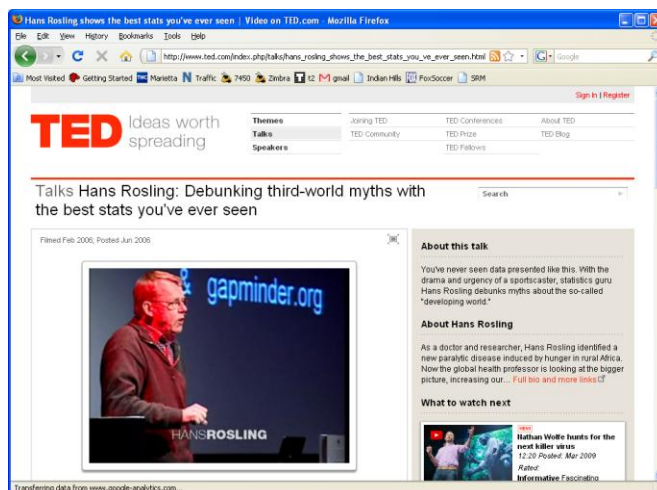 Hans Rosling shows the best stats you've ever seen | Video on TED.com - Mozilla Firefox
File Edit View History Bookmarks Tools Help
http://www.ted.com/index.php/talks/hans_rosling_shows_the_best_stats_you_ve_ever_seen.html
G Google
Most Visited Getting Started Marietta Traffic 7450 Zimbra t2 gmail Indian Hills FoxSoccer SRM
Sign In | Register
TED Ideas worth spreading
Themes Joining TED TED Conferences About TED
Talks TED Community TED Prize TED Blog
Speakers TED Fellows
Talks Hans Rosling: Debunking third-world myths with
the best stats you've ever seen
Search
Filmed Feb 2006; Posted Jun 2006
& gapminder.org
HANSROSLING
About this talk
You've never seen data presented like this. With the
drama and urgency of a sportscaster, statistics guru
Hans Rosling debunks myths about the so-called
"developing world."
About Hans Rosling
As a doctor and researcher, Hans Rosling identified a
new paralytic disease induced by hunger in rural Africa.
Now the global health professor is looking at the bigger
picture, increasing our... Full bio and more links
What to watch next
NEW
Nathan Wolfe hunts for the
next killer virus
12:20 Posted: Mar 2009
Rated:
Informative Fascinating
Transferring data from www.google-analytics.com...